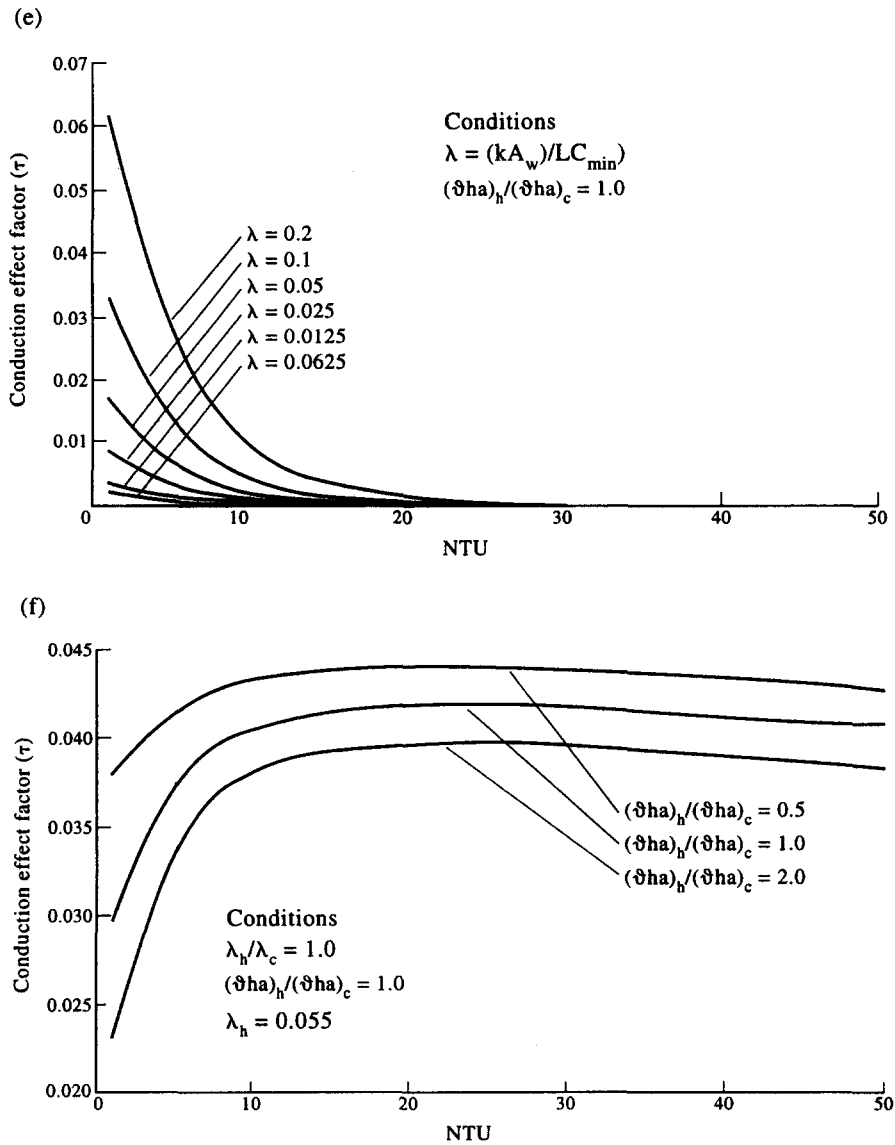 (e)
0.07
0.06
0.05
0.04
0.03
0.02
0.01
0
10
20
30
40
50
NTU
Conduction effect factor (τ)
Conditions
λ = (kA_w)/LC_min)
(ϑha)_h/(ϑha)_c = 1.0
λ = 0.2
λ = 0.1
λ = 0.05
λ = 0.025
λ = 0.0125
λ = 0.0625
(f)
0.045
0.040
0.035
0.030
0.025
0.020
0
10
20
30
40
50
NTU
Conduction effect factor (τ)
(ϑha)_h/(ϑha)_c = 0.5
(ϑha)_h/(ϑha)_c = 1.0
(ϑha)_h/(ϑha)_c = 2.0
Conditions
λ_h/λ_c = 1.0
(ϑha)_h/(ϑha)_c = 1.0
λ_h = 0.055